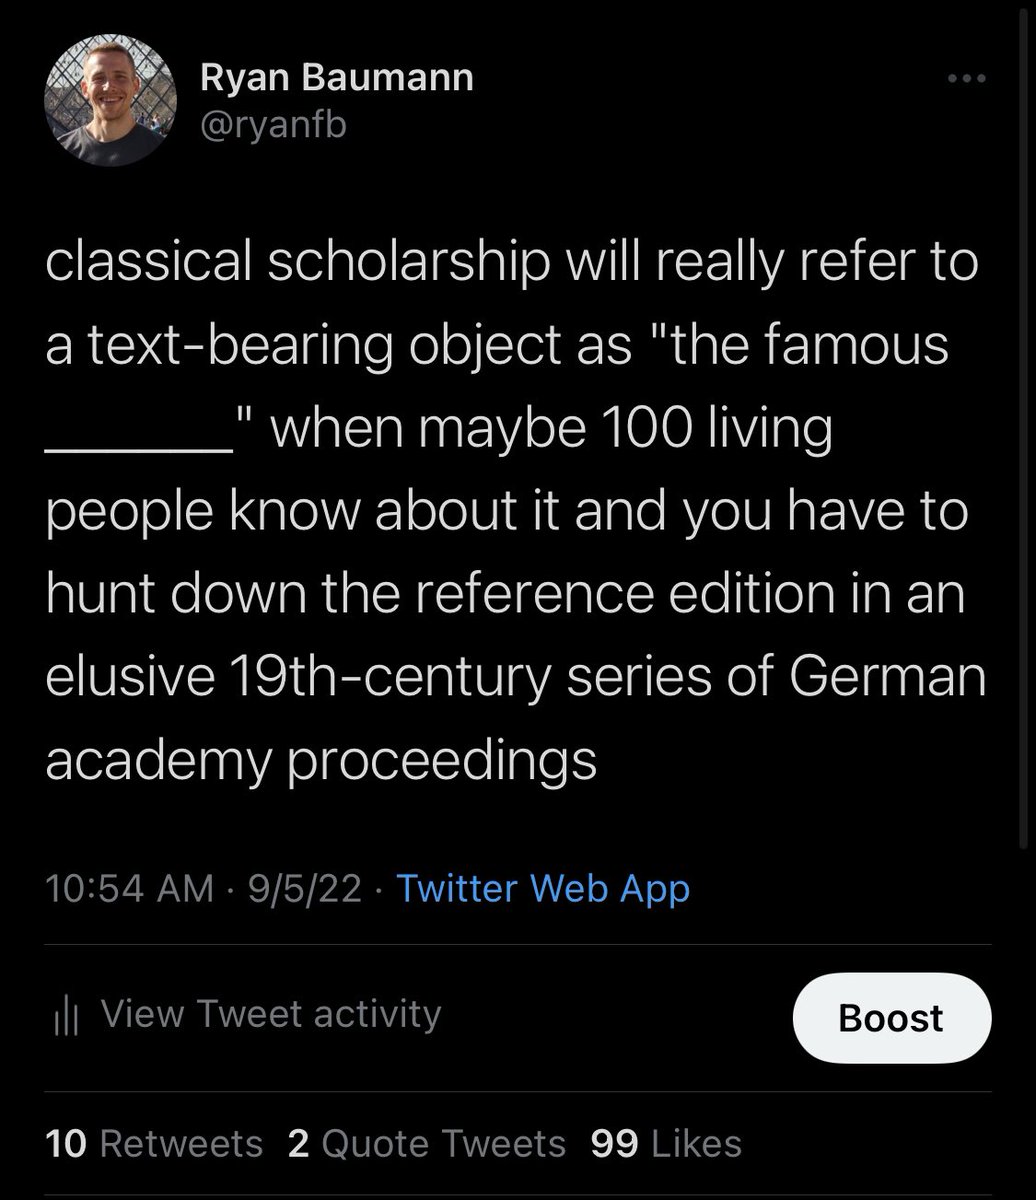 Ryan Baumann
@ryanfb
classical scholarship will really refer to
a text-bearing object as "the famous
________" when maybe 100 living
people know about it and you have to
hunt down the reference edition in an
elusive 19th-century series of German
academy proceedings
10:54 AM · 9/5/22 · Twitter Web App
View Tweet activity
Boost
10 Retweets 2 Quote Tweets 99 Likes